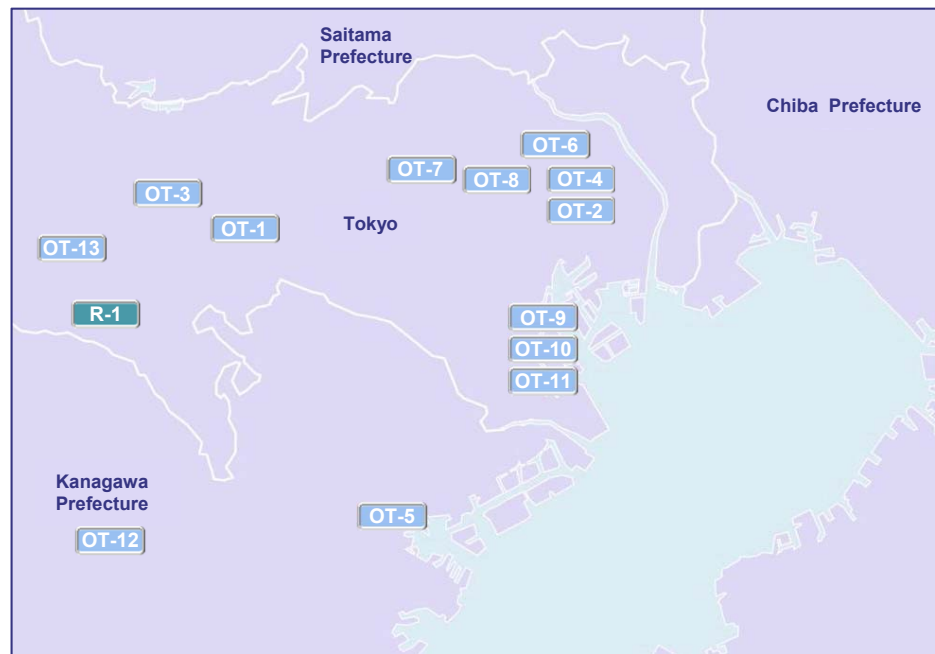 Saitama
Prefecture
Chiba Prefecture
OT-6
OT-7
OT-8
OT-4
OT-3
OT-2
OT-1
Tokyo
OT-13
R-1
OT-9
OT-10
OT-11
Kanagawa
Prefecture
OT-5
OT-12